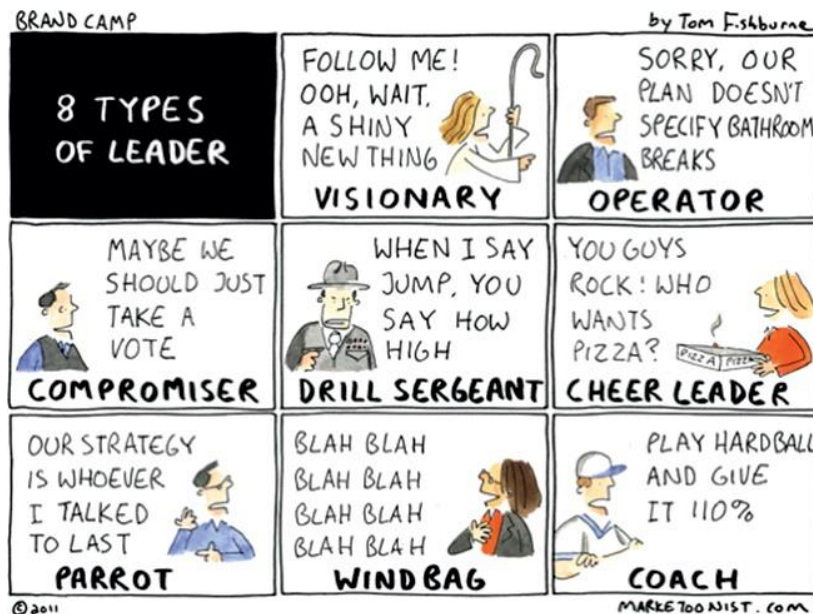 BRAND CAMP
by Tom Fishburne
8 TYPES
OF LEADER
FOLLOW ME!
OOH, WAIT,
A SHINY
NEW THING
VISIONARY
SORRY, OUR
PLAN DOESN'T
SPECIFY BATHROOM
BREAKS
OPERATOR
MAYBE WE
SHOULD JUST
TAKE A
VOTE
COMPROMISER
WHEN I SAY
JUMP, YOU
SAY HOW
HIGH
DRILL SERGEANT
YOU GUYS
ROCK! WHO
WANTS
PIZZA?
PIZZA PIZZA
CHEER LEADER
OUR STRATEGY
IS WHOEVER
I TALKED
TO LAST
PARROT
BLAH BLAH
BLAH BLAH
BLAH BLAH
BLAH BLAH
WINDBAG
PLAY HARDBALL
AND GIVE
IT 110%
COACH
© 2011
MARKETOONIST.com